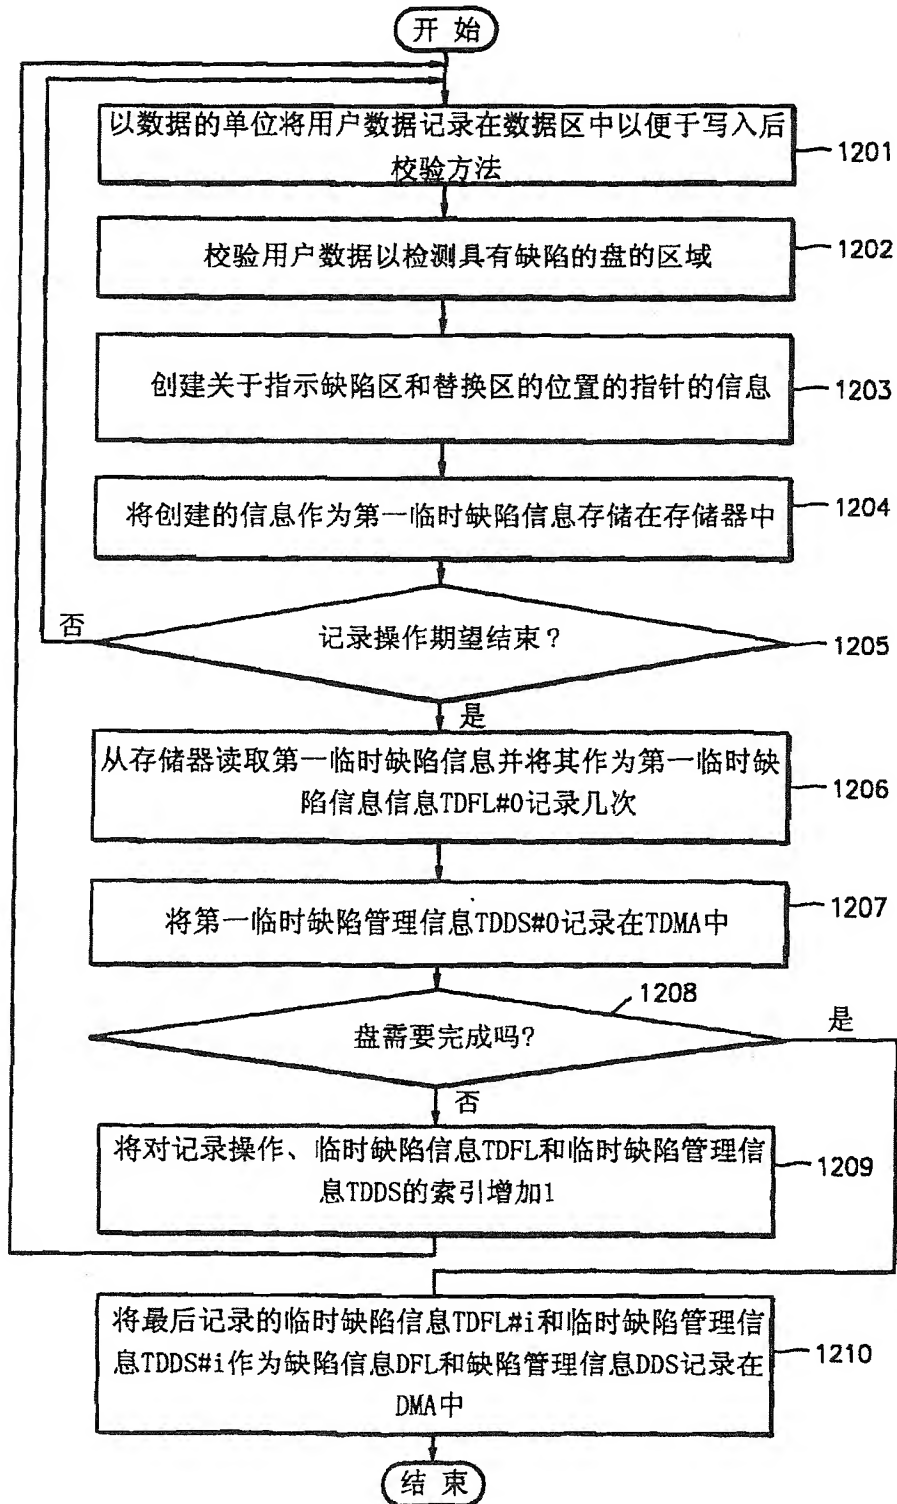 开 始
以数据的单位将用户数据记录在数据区中以便于写入后
校验方法
1201
校验用户数据以检测具有缺陷的盘的区域
1202
创建关于指示缺陷区和替换区的位置的指针的信息
1203
将创建的信息作为第一临时缺陷信息存储在存储器中
1204
否
记录操作期望结束？
1205
是
从存储器读取第一临时缺陷信息并将其作为第一临时缺
陷信息信息TDFL#0记录几次
1206
将第一临时缺陷管理信息TDDS#0记录在TDMA中
1207
1208
盘需要完成吗?
是
否
将对记录操作、临时缺陷信息TDFL和临时缺陷管理信
息TDDS的索引增加1
1209
将最后记录的临时缺陷信息TDFL#i和临时缺陷管理信
息TDDS#i作为缺陷信息DFL和缺陷管理信息DDS记录在
DMA中
1210
结 束